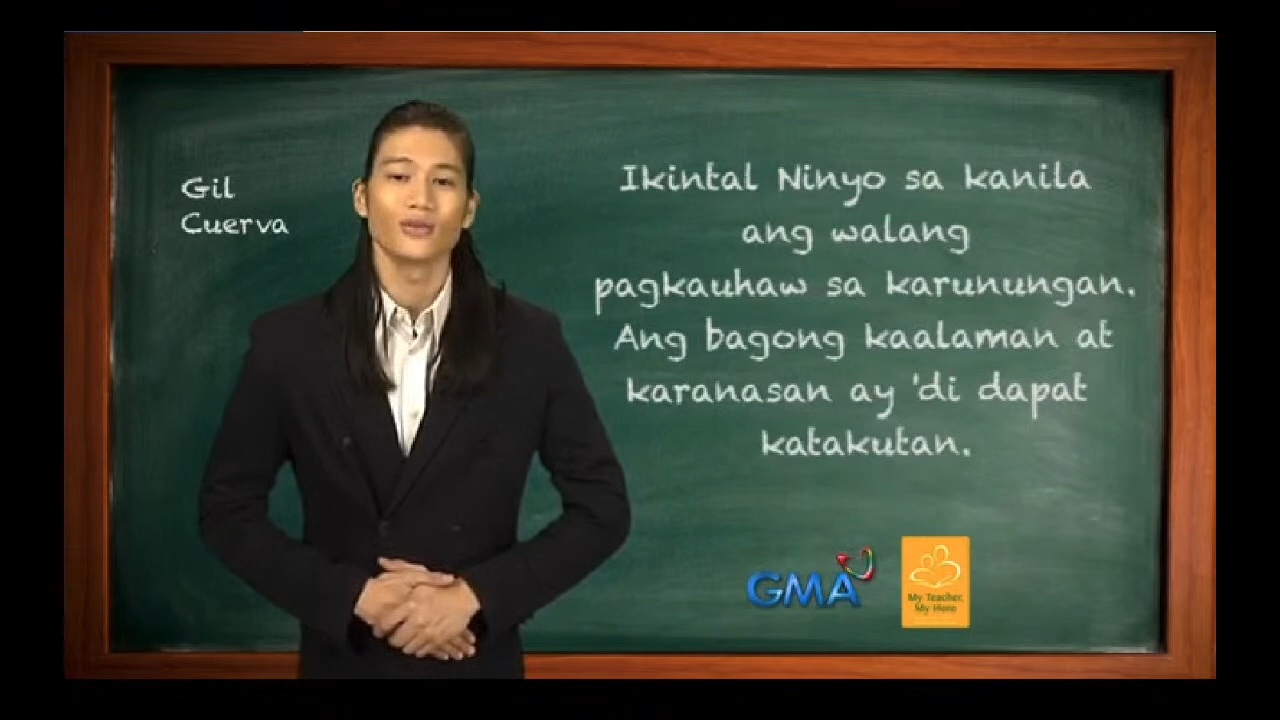 Gil
Cuerva
Ikintal Ninyo sa kanila
ang walang
pagkauhaw sa karunungan.
Ang bagong kaalaman at
karanasan ay 'di dapat
katakutan.
GMA
My Teacher,
My Hero